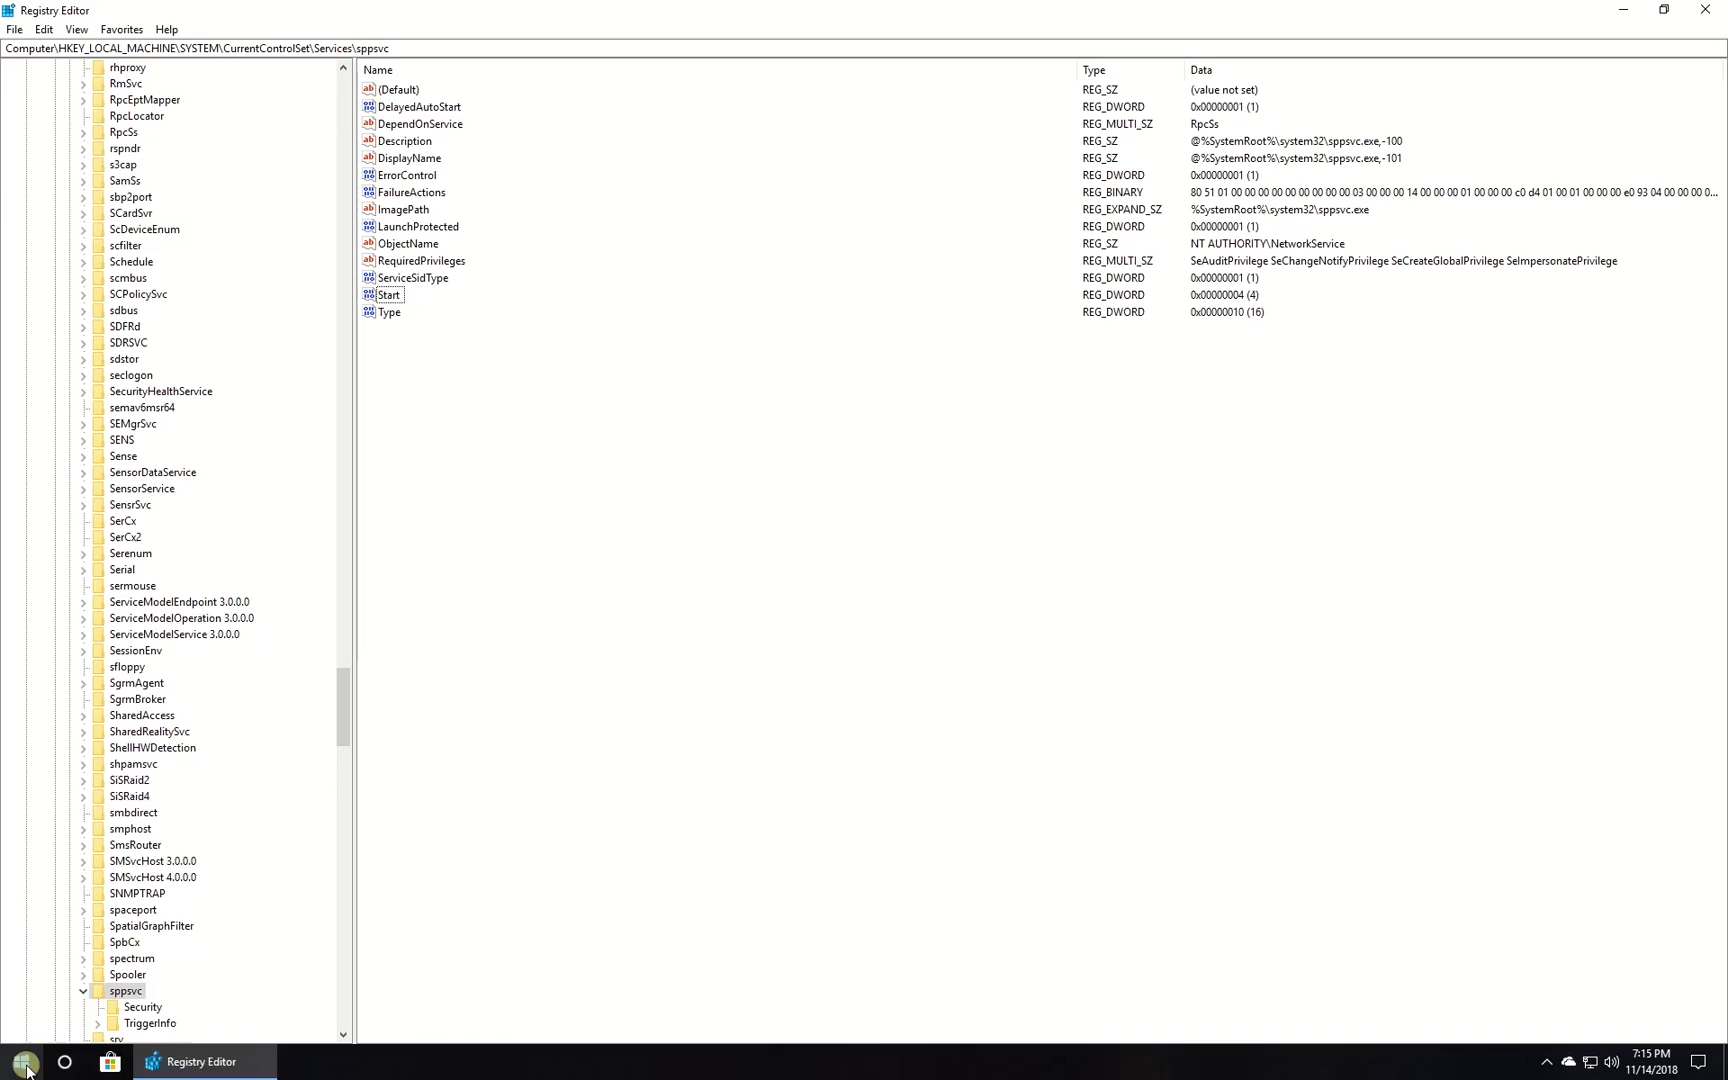 Registry Editor
File Edit View Favorites Help
Computer\HKEY_LOCAL_MACHINE\SYSTEM\CurrentControlSet\Services\sppsvc
rhproxy
RmSvc
RpcEptMapper
RpcLocator
RpcSs
rspndr
s3cap
SamSs
sbp2port
SCardSvr
ScDeviceEnum
scfilter
Schedule
scmbus
SCPolicySvc
sdbus
SDFRd
SDRSVC
sdstor
seclogon
SecurityHealthService
semav6msr64
SEMgrSvc
SENS
Sense
SensorDataService
SensorService
SensrSvc
SerCx
SerCx2
Serenum
Serial
sermouse
ServiceModelEndpoint 3.0.0.0
ServiceModelOperation 3.0.0.0
ServiceModelService 3.0.0.0
SessionEnv
sfloppy
SgrmAgent
SgrmBroker
SharedAccess
SharedRealitySvc
ShellHWDetection
shpamsvc
SiSRaid2
SiSRaid4
smbdirect
smphost
SmsRouter
SMSvcHost 3.0.0.0
SMSvcHost 4.0.0.0
SNMPTRAP
spaceport
SpatialGraphFilter
SpbCx
spectrum
Spooler
sppsvc
Security
TriggerInfo
srv
Name Type Data
(Default) REG_SZ (value not set)
DelayedAutoStart REG_DWORD 0x00000001 (1)
DependOnService REG_MULTI_SZ RpcSs
Description REG_SZ @%SystemRoot%\system32\sppsvc.exe,-100
DisplayName REG_SZ @%SystemRoot%\system32\sppsvc.exe,-101
ErrorControl REG_DWORD 0x00000001 (1)
FailureActions REG_BINARY 80 51 01 00 00 00 00 00 00 00 00 00 03 00 00 00 14 00 00 00 01 00 00 00 c0 d4 01 00 01 00 00 00 e0 93 04 00 00 00 0...
ImagePath REG_EXPAND_SZ %SystemRoot%\system32\sppsvc.exe
LaunchProtected REG_DWORD 0x00000001 (1)
ObjectName REG_SZ NT AUTHORITY\NetworkService
RequiredPrivileges REG_MULTI_SZ SeAuditPrivilege SeChangeNotifyPrivilege SeCreateGlobalPrivilege SeImpersonatePrivilege
ServiceSidType REG_DWORD 0x00000001 (1)
Start REG_DWORD 0x00000004 (4)
Type REG_DWORD 0x00000010 (16)
Registry Editor
7:15 PM
11/14/2018